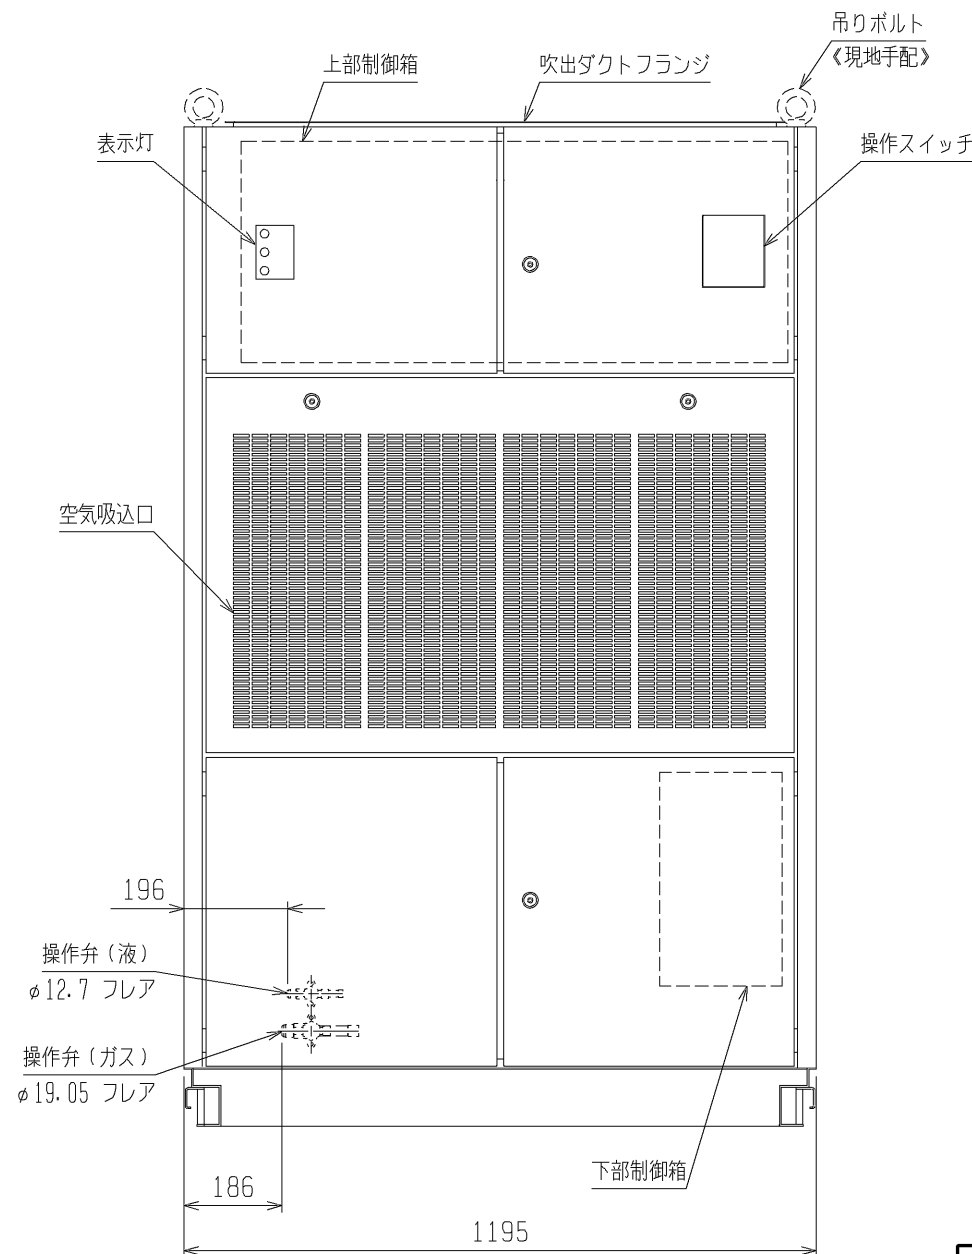 吊りボルト
《現地手配》
上部制御箱
吹出ダクトフランジ
表示灯
操作スイッチ
空気吸込口
196
操作弁（液）
φ12.7 フレア
操作弁（ガス）
φ19.05 フレア
下部制御箱
186
1195